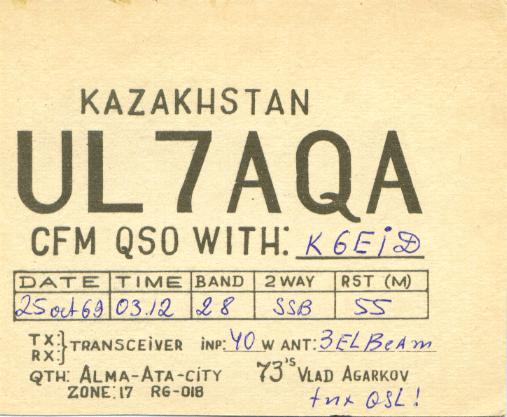 KAZAKHSTAN
UL7AQA
CFM QSO WITH: K6EiD
DATE TIME BAND 2WAY RST (M)
25 oct 69 03.12 28 SSB 55
TX:} RX:} TRANSCEIVER INP: 40 W ANT: 3EL BeAm
QTH: ALMA-ATA-CITY 73'S VLAD AGARKOV
ZONE: 17 RG-018
tnx QSL!